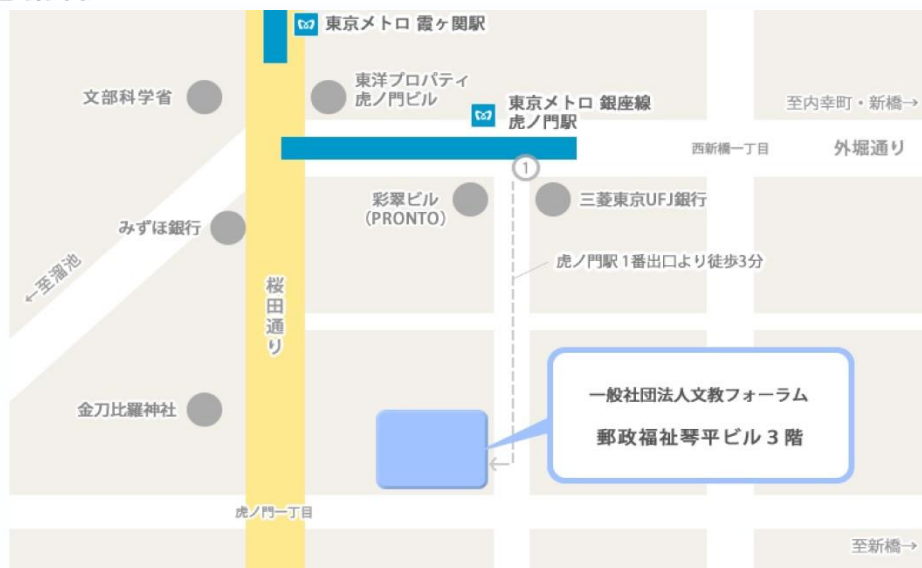 東京メトロ 霞ヶ関駅
文部科学省
東洋プロパティ
虎ノ門ビル
東京メトロ 銀座線
虎ノ門駅
至内幸町・新橋→
西新橋一丁目
外堀通り
1
彩翠ビル
(PRONTO)
三菱東京UFJ銀行
みずほ銀行
虎ノ門駅1番出口より徒歩3分
←至溜池
桜田通り
一般社団法人文教フォーラム
郵政福祉琴平ビル3階
金刀比羅神社
虎ノ門一丁目
至新橋→